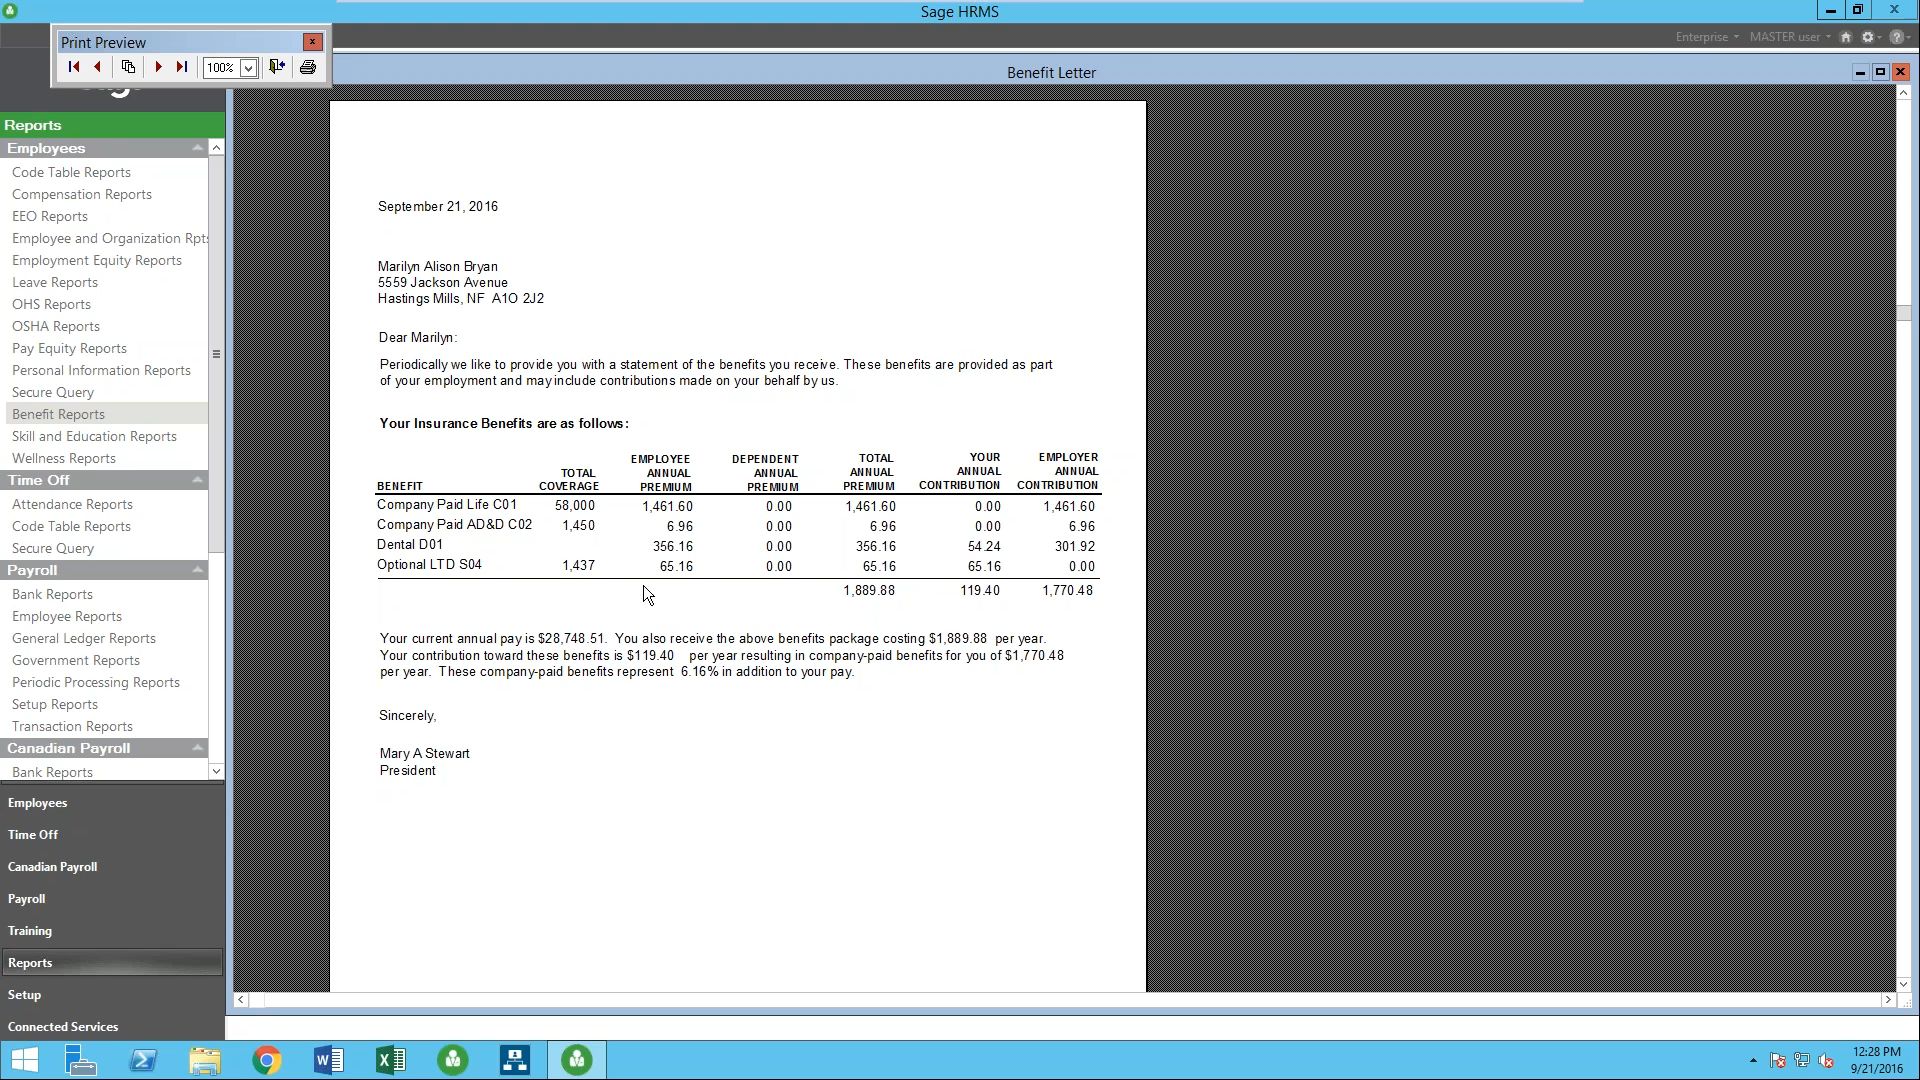 Sage HRMS
Print Preview
100%
Enterprise
MASTER user
Benefit Letter
Reports
Employees
Code Table Reports
Compensation Reports
EEO Reports
Employee and Organization Rpts
Employment Equity Reports
Leave Reports
OHS Reports
OSHA Reports
Pay Equity Reports
Personal Information Reports
Secure Query
Benefit Reports
Skill and Education Reports
Wellness Reports
Time Off
Attendance Reports
Code Table Reports
Secure Query
Payroll
Bank Reports
Employee Reports
General Ledger Reports
Government Reports
Periodic Processing Reports
Setup Reports
Transaction Reports
Canadian Payroll
Bank Reports
Employees
Time Off
Canadian Payroll
Payroll
Training
Reports
Setup
Connected Services
September 21, 2016
Marilyn Alison Bryan
5559 Jackson Avenue
Hastings Mills, NF A1O 2J2
Dear Marilyn:
Periodically we like to provide you with a statement of the benefits you receive. These benefits are provided as part
of your employment and may include contributions made on your behalf by us.
Your Insurance Benefits are as follows:
EMPLOYEE DEPENDENT TOTAL YOUR EMPLOYER
TOTAL ANNUAL ANNUAL ANNUAL ANNUAL ANNUAL
BENEFIT COVERAGE PREMIUM PREMIUM PREMIUM CONTRIBUTION CONTRIBUTION
Company Paid Life C01 58,000 1,461.60 0.00 1,461.60 0.00 1,461.60
Company Paid AD&D C02 1,450 6.96 0.00 6.96 0.00 6.96
Dental D01 356.16 0.00 356.16 54.24 301.92
Optional LTD S04 1,437 65.16 0.00 65.16 65.16 0.00
1,889.88 119.40 1,770.48
Your current annual pay is $28,748.51. You also receive the above benefits package costing $1,889.88 per year.
Your contribution toward these benefits is $119.40 per year resulting in company-paid benefits for you of $1,770.48
per year. These company-paid benefits represent 6.16% in addition to your pay.
Sincerely,
Mary A Stewart
President
12:28 PM
9/21/2016